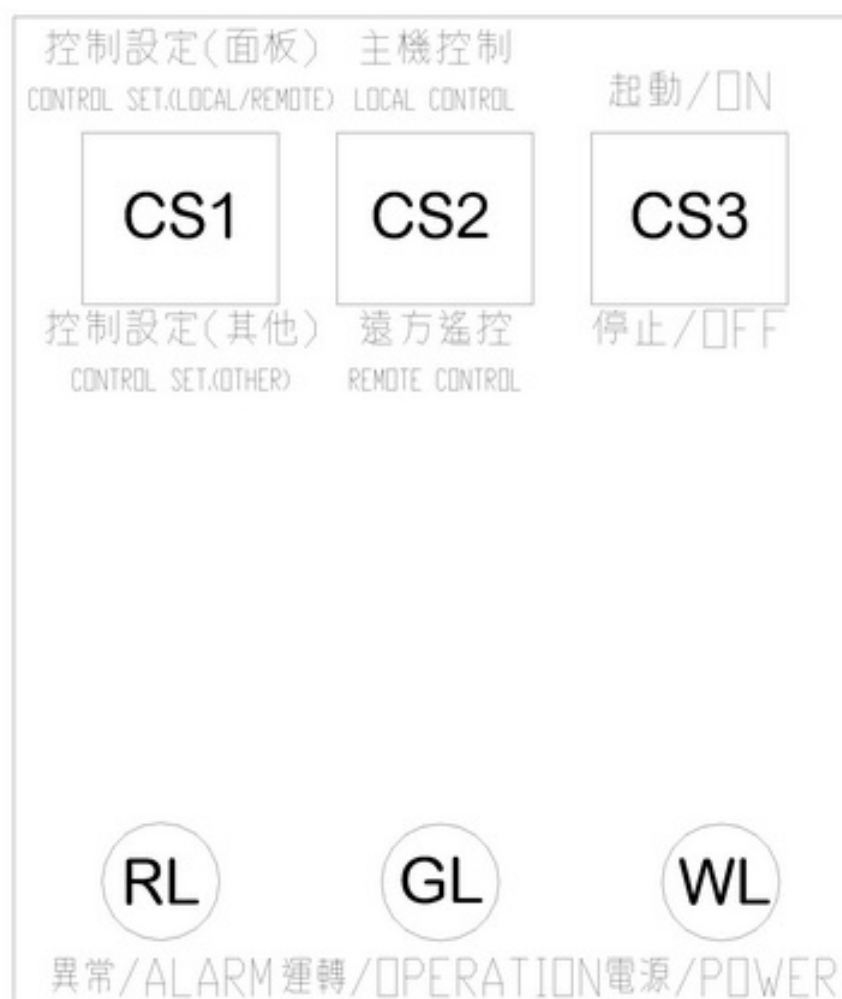 控制設定(面板) 主機控制
起動/ON
CONTROL SET.(LOCAL/REMOTE) LOCAL CONTROL
CS1 CS2 CS3
控制設定(其他) 遠方遙控 停止/OFF
CONTROL SET.(OTHER) REMOTE CONTROL
RL GL WL
異常/ALARM 運轉/OPERATION 電源/POWER